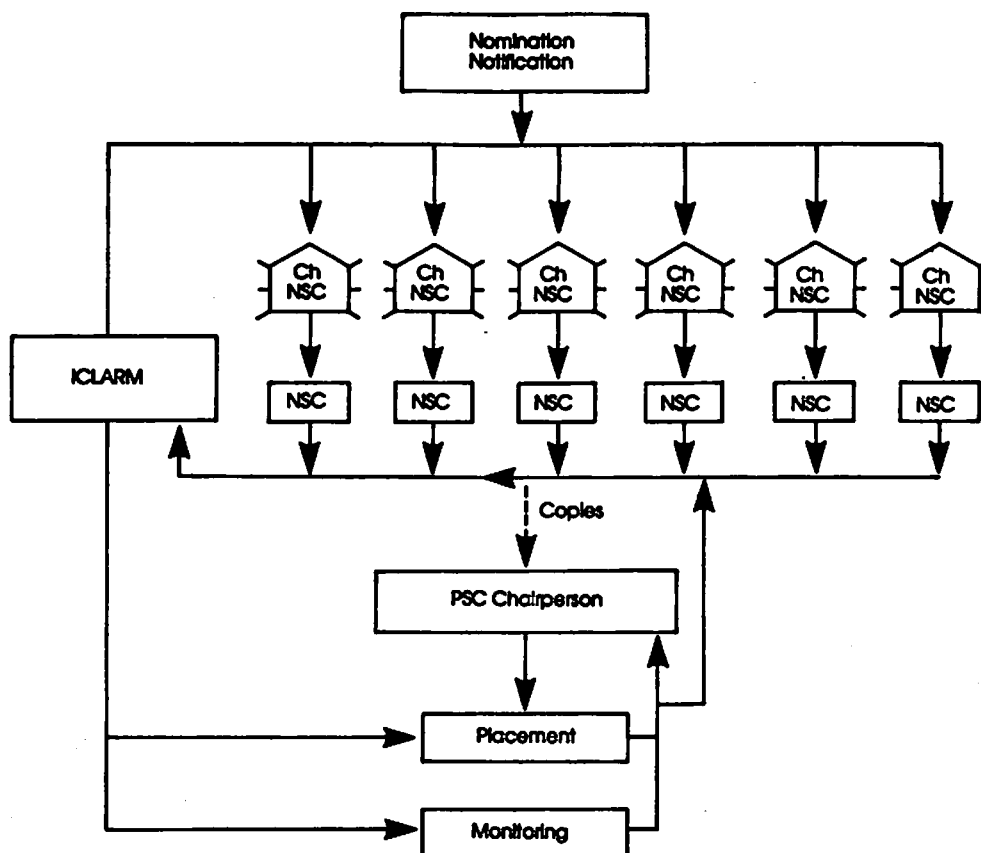 Nomination
Notification
Ch Ch Ch Ch Ch Ch
NSC NSC NSC NSC NSC NSC
ICLARM
NSC NSC NSC NSC NSC NSC
Copies
PSC Chairperson
Placement
Monitoring